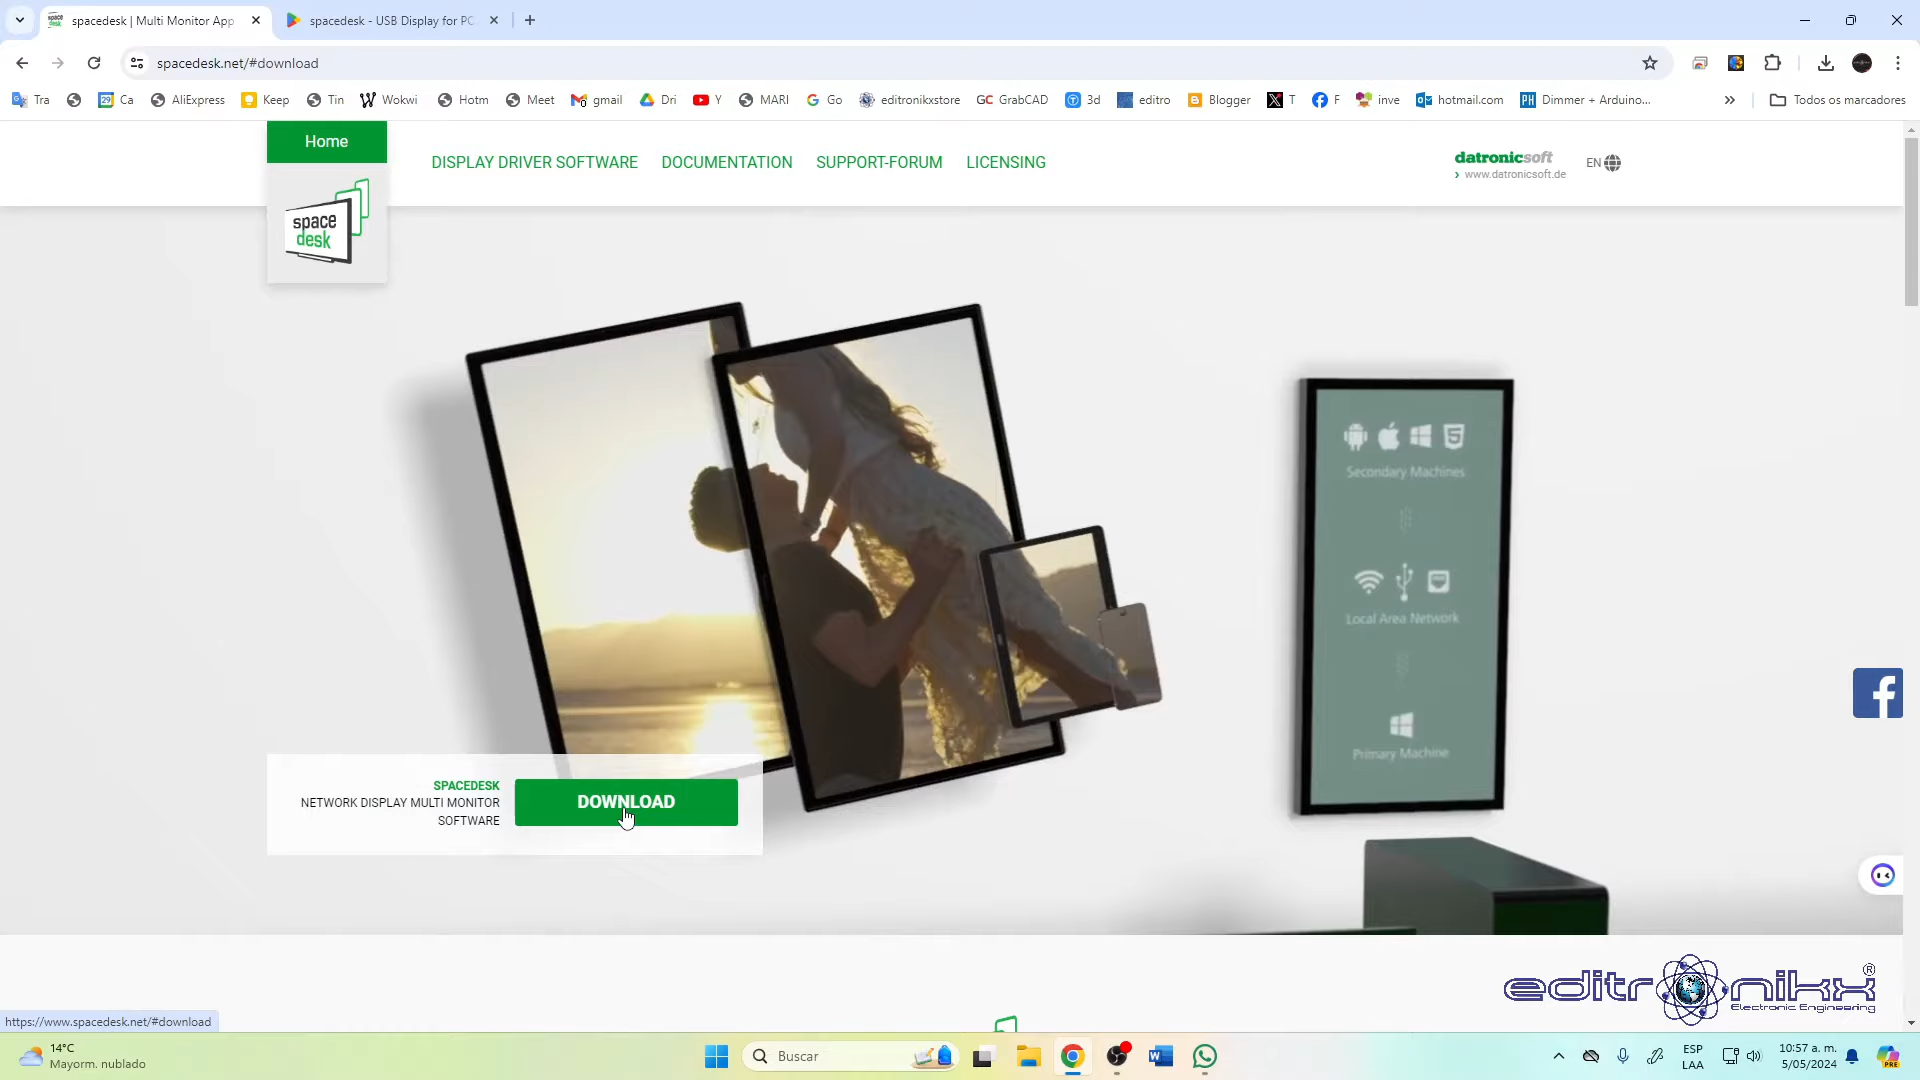 spacedesk | Multi Monitor App
spacedesk - USB Display for PC
spacedesk.net/#download
Tra
Ca
AliExpress
Keep
Tin
Wokwi
Hotm
Meet
gmail
Dri
Y
MARI
Go
editronikxstore
GC GrabCAD
3d
editro
Blogger
T
F
inve
hotmail.com
PH Dimmer + Arduino...
»
Todos os marcadores
Home
DISPLAY DRIVER SOFTWARE
DOCUMENTATION
SUPPORT-FORUM
LICENSING
datronicsoft
› www.datronicsoft.de
EN
space
desk
Secondary Machines
Local Area Network
Primary Machine
SPACEDESK
NETWORK DISPLAY MULTI MONITOR
SOFTWARE
DOWNLOAD
editronikx®
Electronic Engineering
https://www.spacedesk.net/#download
14°C
Mayorm. nublado
Buscar
ESP
LAA
10:57 a. m.
5/05/2024
PRE